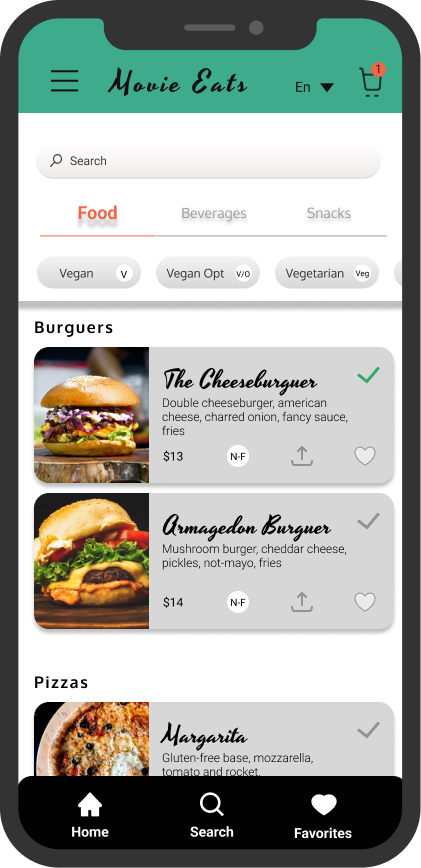 Movie Eats
En
1
Search
Food Beverages Snacks
Vegan V Vegan Opt V/O Vegetarian Veg
Burguers
The Cheeseburguer
Double cheeseburguer, american
cheese, charred onion, fancy sauce,
fries
$13 N-F
Armagedon Burguer
Mushroom burger, cheddar cheese,
pickles, not-mayo, fries
$14 N-F
Pizzas
Margarita
Gluten-free base, mozzarella,
tomato and rocket.
Home Search Favorites